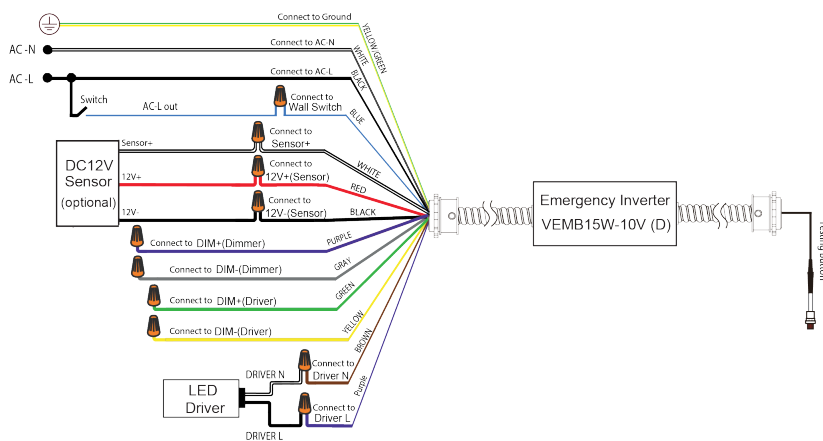 Connect to Ground
YELLOW/GREEN
AC-N
Connect to AC-N
WHITE
AC-L
Connect to AC-L
BLACK
Switch
AC-L out
Connect to
Wall Switch
BLUE
DC12V
Sensor
(optional)
Sensor+
Connect to
Sensor+
WHITE
12V+
Connect to
12V+(Sensor)
RED
12V-
Connect to
12V-(Sensor)
BLACK
Connect to DIM+(Dimmer)
PURPLE
Connect to DIM-(Dimmer)
GRAY
Connect to DIM+(Driver)
GREEN
Connect to DIM-(Driver)
YELLOW
LED
Driver
DRIVER N
Connect to
Driver N
BROWN
DRIVER L
Connect to
Driver L
Purple
Emergency Inverter
VEMB15W-10V (D)
Testing button